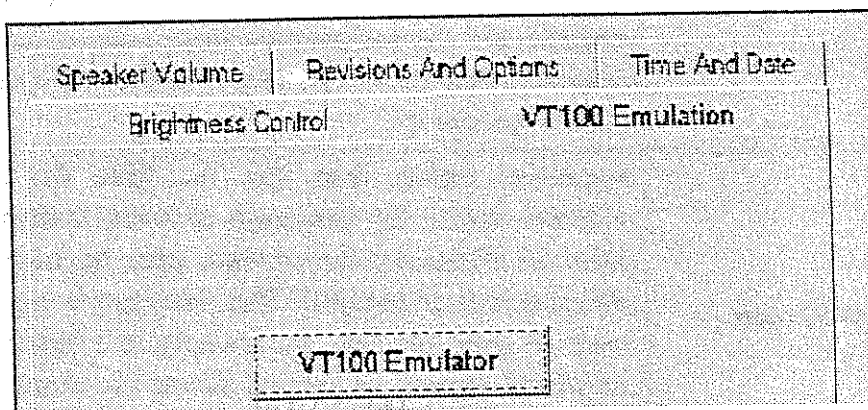 Speaker Volume Revisions And Options Time And Date
Brightness Control VT100 Emulation
VT100 Emulator